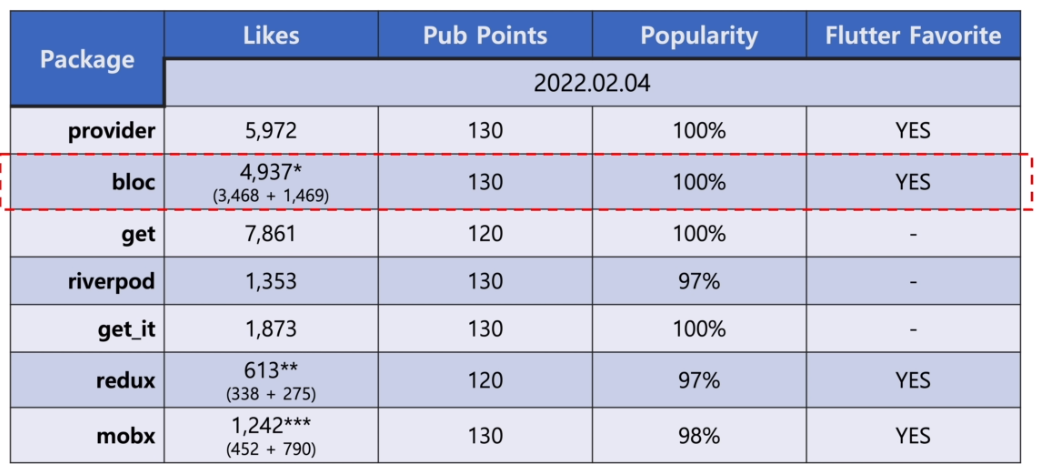 Package Likes Pub Points Popularity Flutter Favorite
2022.02.04
provider 5,972 130 100% YES
bloc 4,937* 130 100% YES
(3,468 + 1,469)
get 7,861 120 100% -
riverpod 1,353 130 97% -
get_it 1,873 130 100% -
redux 613** 120 97% YES
(338 + 275)
mobx 1,242*** 130 98% YES
(452 + 790)